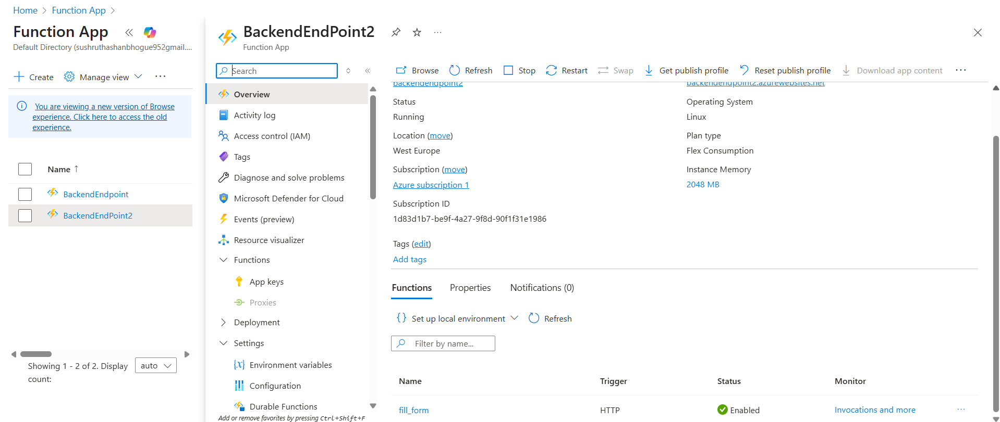 Home > Function App >
Function App
Default Directory (sushruthashanbhogue952gmail....
Create
Manage view
...
You are viewing a new version of Browse
experience. Click here to access the old
experience.
Name ↑
BackendEndpoint
BackendEndPoint2
Showing 1 - 2 of 2. Display
count:
auto
BackendEndPoint2
...
Function App
Search
Overview
Activity log
Access control (IAM)
Tags
Diagnose and solve problems
Microsoft Defender for Cloud
Events (preview)
Resource visualizer
Functions
App keys
Proxies
Deployment
Settings
Environment variables
Configuration
Durable Functions
Add or remove favorites by pressing Ctrl+Shift+F
Browse
Refresh
Stop
Restart
Swap
Get publish profile
Reset publish profile
Download app content
...
backendendpoint2
Status
Running
Location (move)
West Europe
Subscription (move)
Azure subscription 1
Subscription ID
1d83d1b7-be9f-4a27-9f8d-90f1f31e1986
Tags (edit)
Add tags
backendendpoint2.azurewebsites.net
Operating System
Linux
Plan type
Flex Consumption
Instance Memory
2048 MB
Functions
Properties
Notifications (0)
{} Set up local environment
Refresh
Filter by name...
Name
Trigger
Status
Monitor
fill_form
HTTP
Enabled
Invocations and more
...